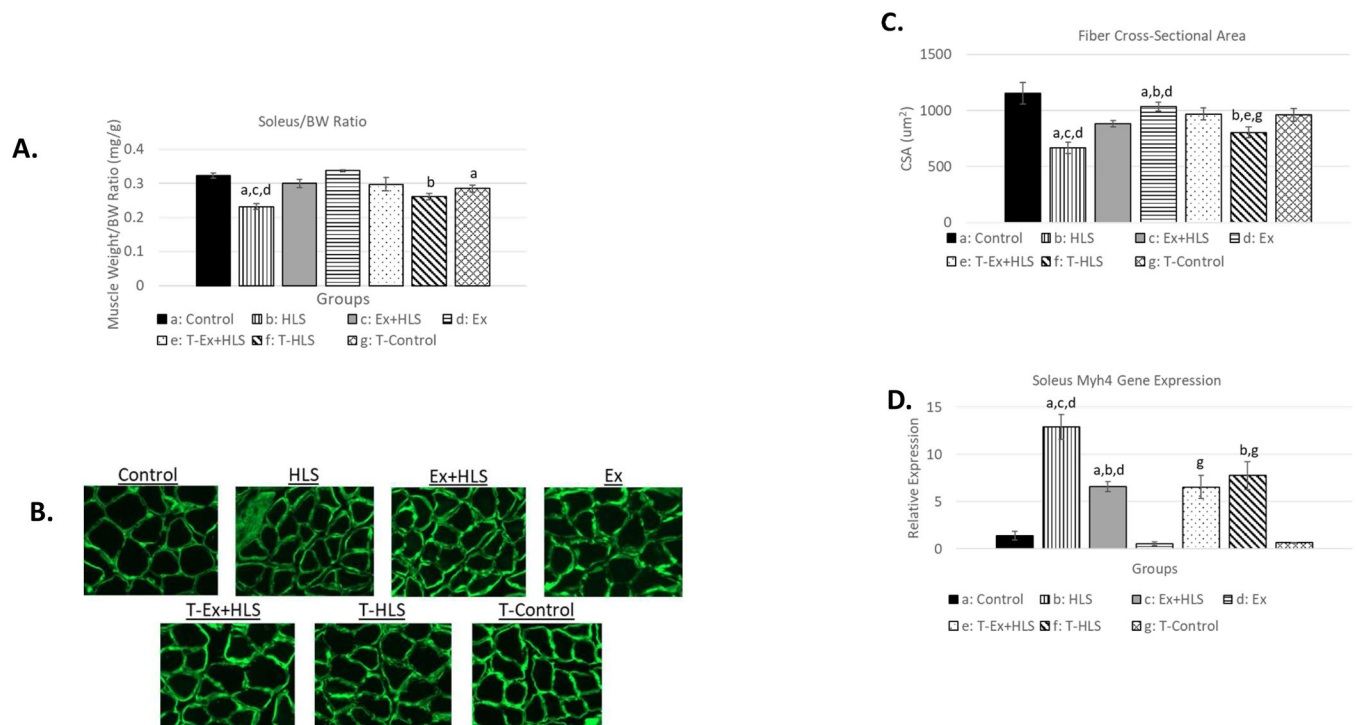 A.
Soleus/BW Ratio
Muscle Weight/BW Ratio (mg/g)
0.4
0.3
0.2
0.1
0
a,c,d
b
a
Groups
a: Control b: HLS c: Ex+HLS d: Ex
e: T-Ex+HLS f: T-HLS g: T-Control
B.
Control HLS Ex+HLS Ex
T-Ex+HLS T-HLS T-Control
C.
Fiber Cross-Sectional Area
CSA (um²)
1500
1000
500
0
a,c,d
a,b,d
b,e,g
a: Control b: HLS c: Ex+HLS d: Ex
e: T-Ex+HLS f: T-HLS g: T-Control
D.
Soleus Myh4 Gene Expression
Relative Expression
15
10
5
0
a,c,d
a,b,d
g
b,g
Groups
a: Control b: HLS c: Ex+HLS d: Ex
e: T-Ex+HLS f: T-HLS g: T-Control